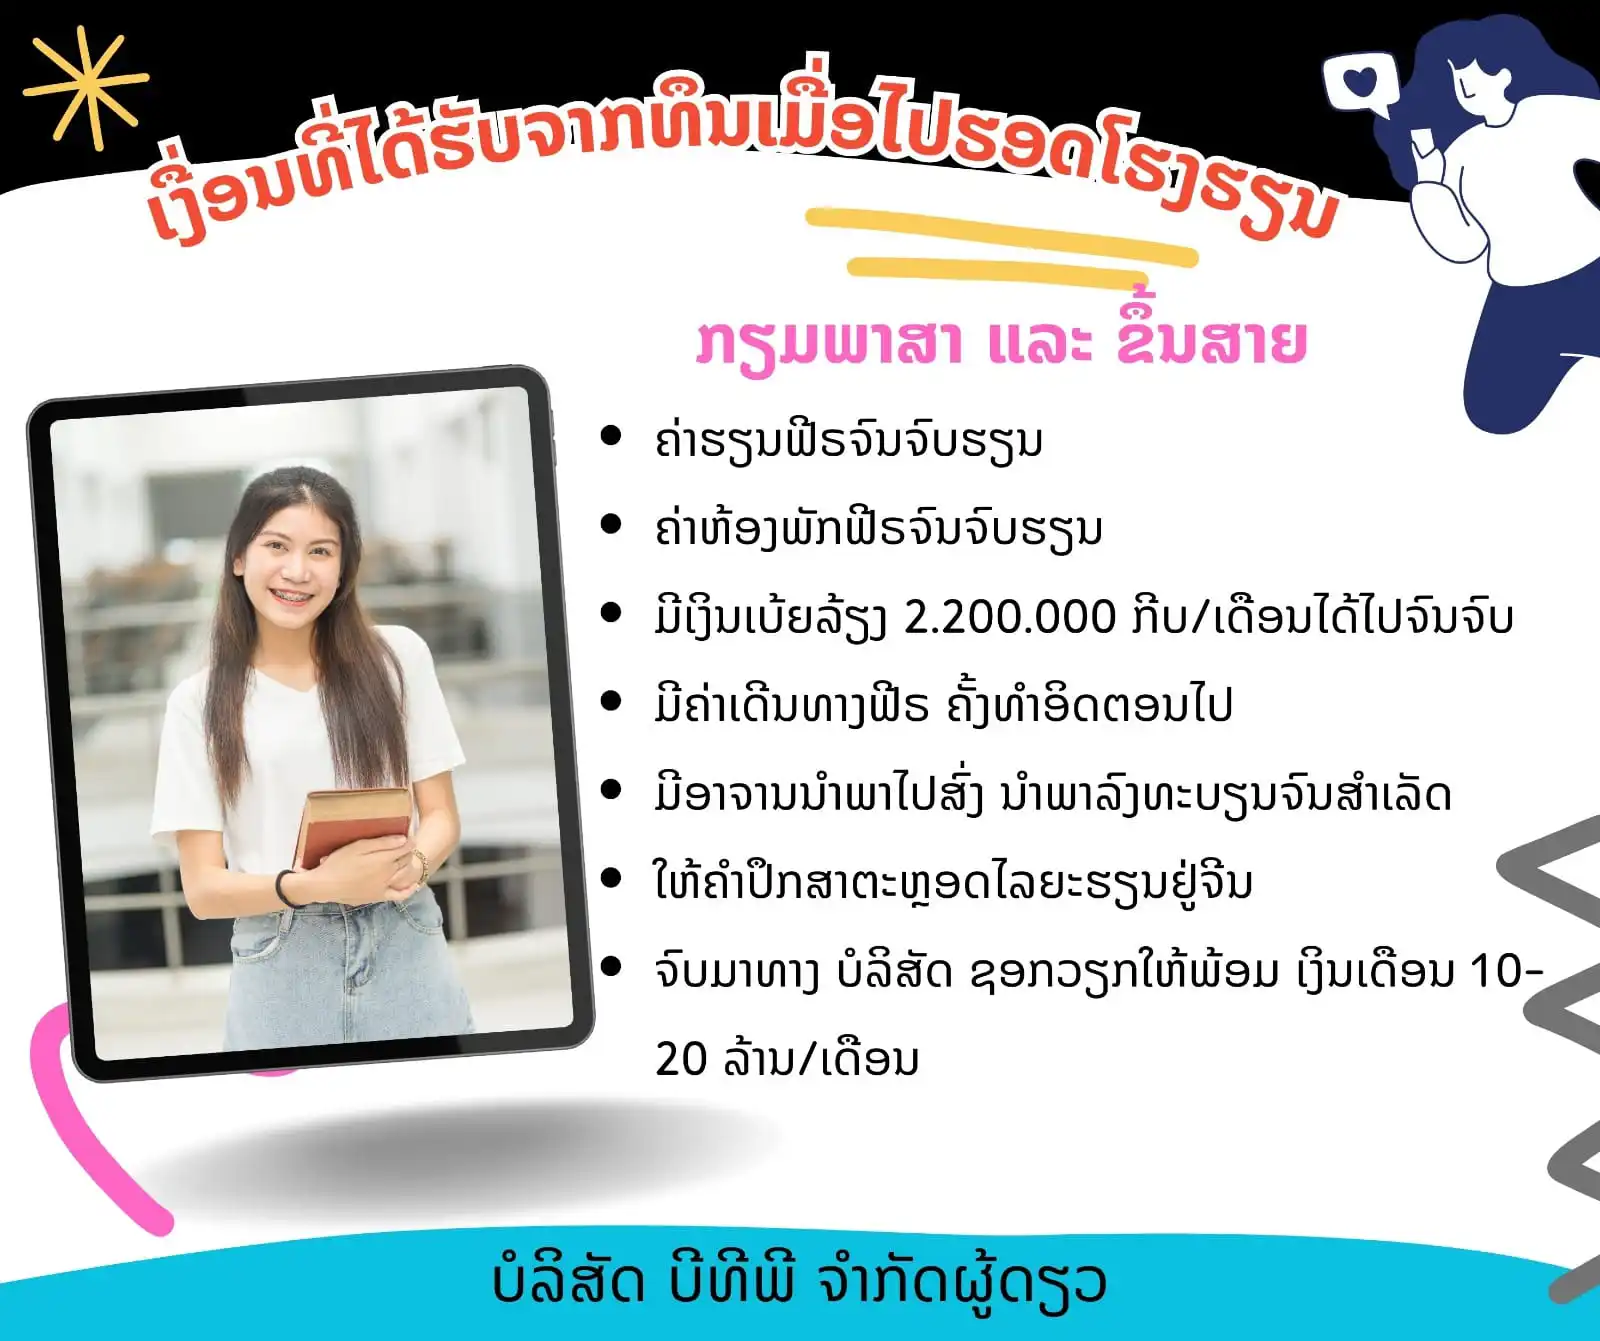 ເງື່ອນທີ່ໄດ້ຮັບຈາກທຶນເມື່ອໄປຮອດໂຮງຮຽນ
ກຽມພາສາ ແລະ ຂຶ້ນສາຍ
• ຄ່າຮຽນຟີຣຈົນຈົບຮຽນ
• ຄ່າຫ້ອງພັກຟີຣຈົນຈົບຮຽນ
• ມີເງິນເບ້ຍລ້ຽງ 2.200.000 ກີບ/ເດືອນໄດ້ໄປຈົນຈົບ
• ມີຄ່າເດີນທາງຟີຣ ຄັ້ງທຳອິດຕອນໄປ
• ມີອາຈານນຳພາໄປສົ່ງ ນຳພາລົງທະບຽນຈົນສຳເລັດ
• ໃຫ້ຄຳປຶກສາຕະຫຼອດໄລຍະຮຽນຢູ່ຈີນ
• ຈົບມາທາງ ບໍລິສັດ ຊອກວຽກໃຫ້ພ້ອມ ເງິນເດືອນ 10-
20 ລ້ານ/ເດືອນ
ບໍລິສັດ ບີທີພີ ຈຳກັດຜູ້ດຽວ